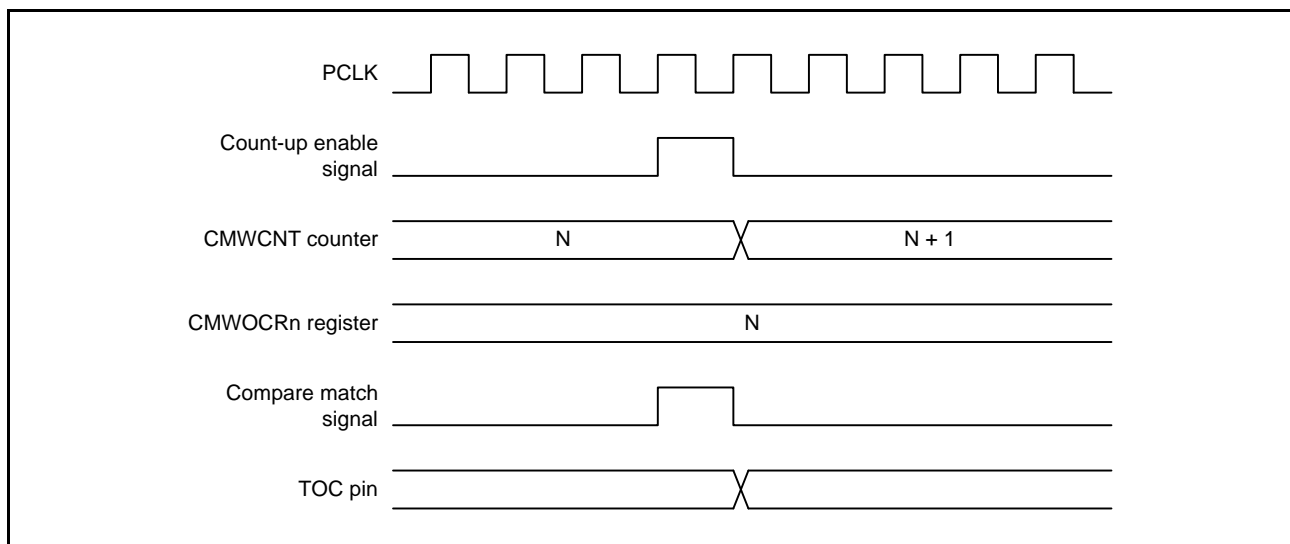 PCLK
Count-up enable
signal
CMWCNT counter
N
N + 1
CMWOCRn register
N
Compare match
signal
TOC pin